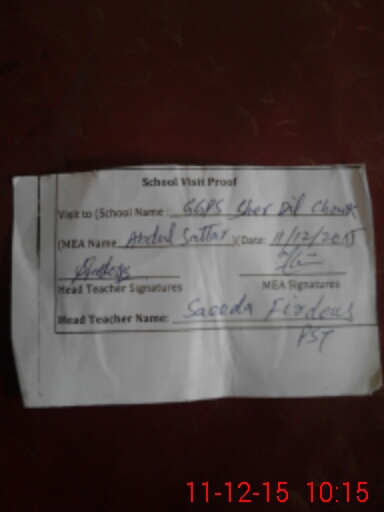 School Visit Proof
Visit to (School Name: GGPS Sher Dil Chowk
(MEA Name Abdul Sattar )(Date: 11/12/2015
Head Teacher Signatures MEA Signatures
Head Teacher Name: Saeeda Firdous
PST
11-12-15 10:15